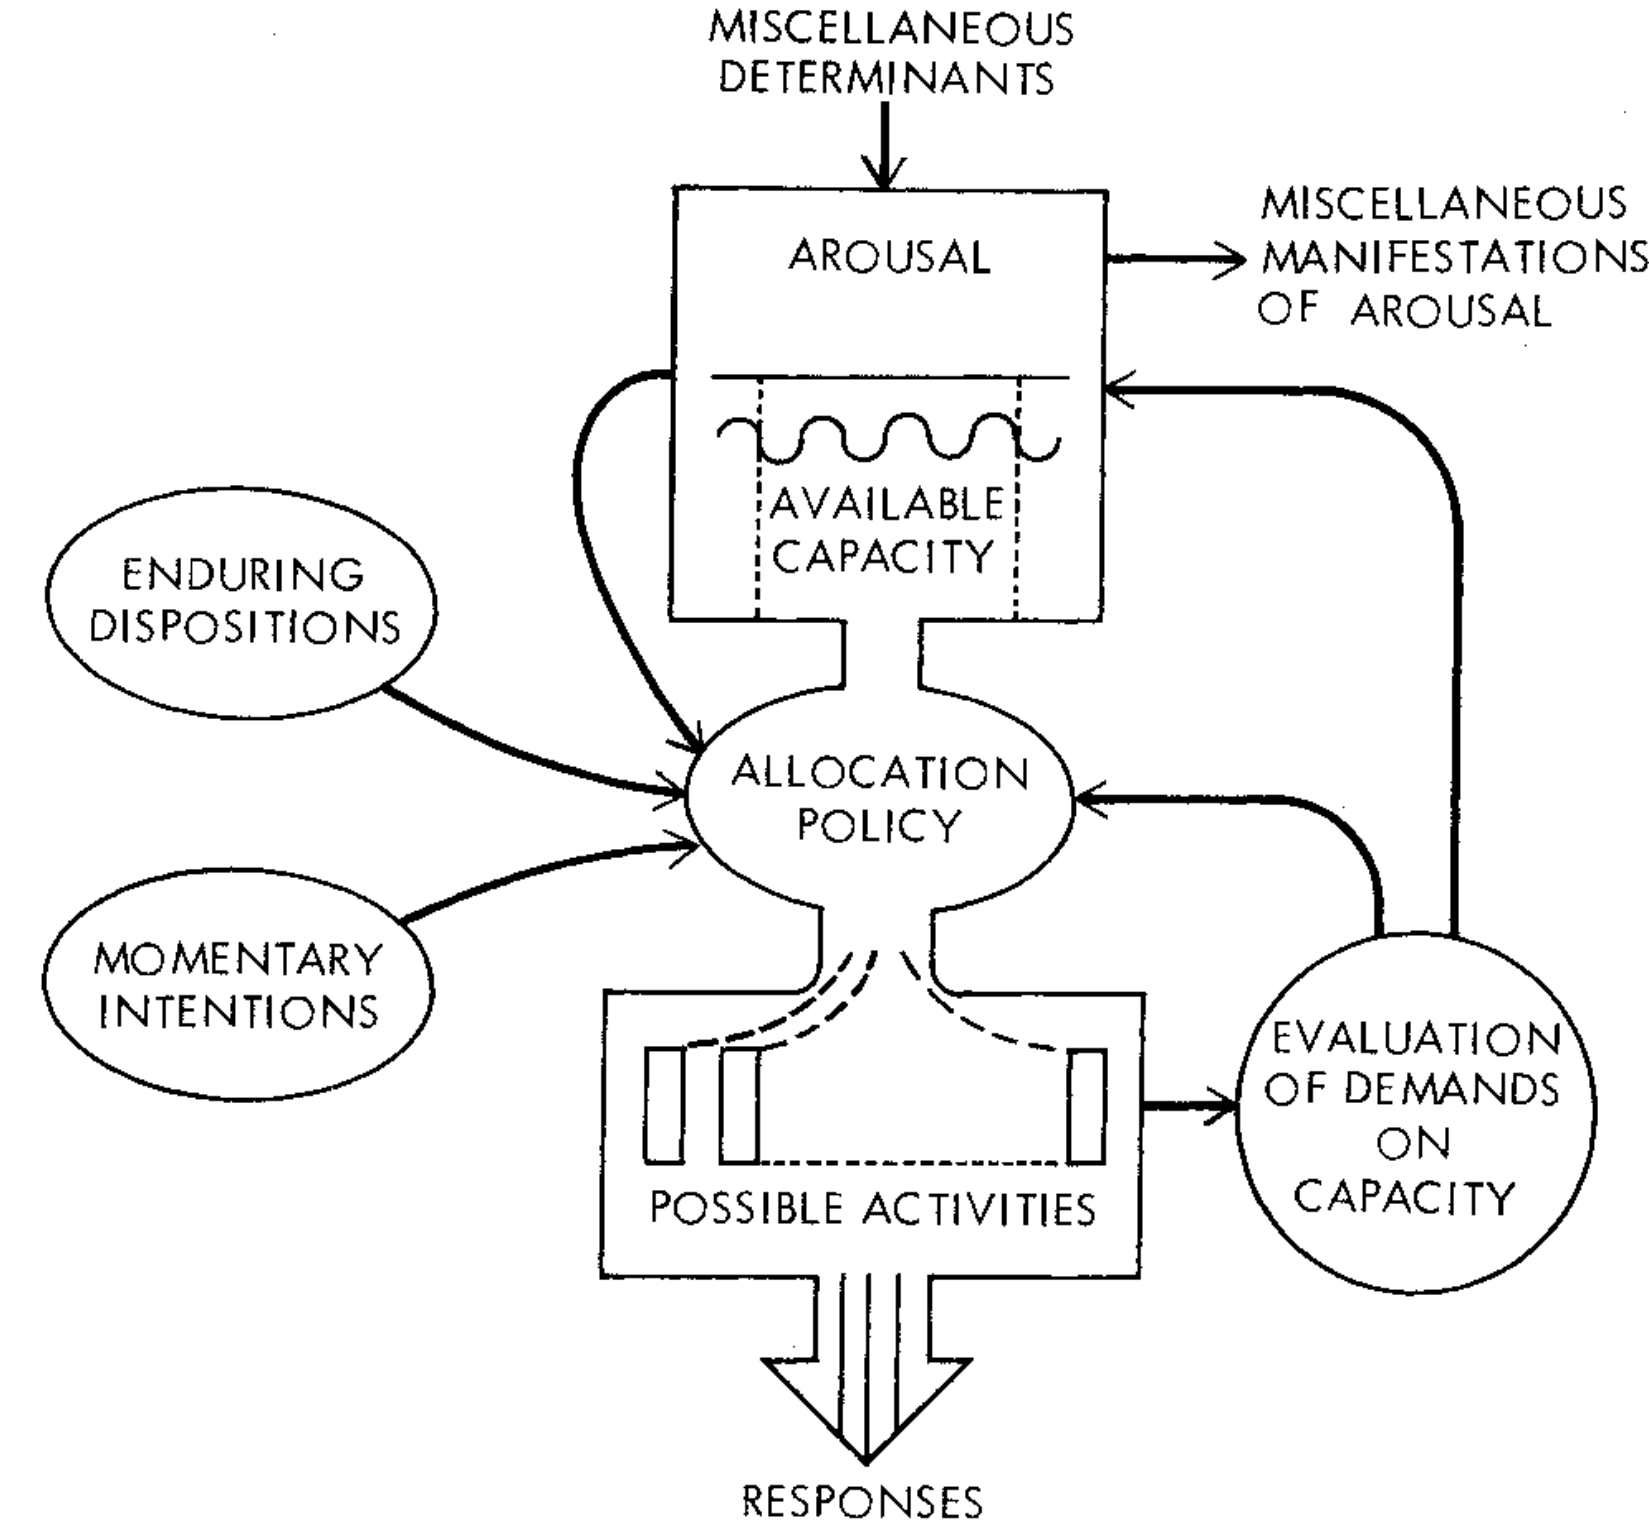 MISCELLANEOUS
DETERMINANTS
MISCELLANEOUS
MANIFESTATIONS
OF AROUSAL
AROUSAL
AVAILABLE
CAPACITY
ENDURING
DISPOSITIONS
ALLOCATION
POLICY
MOMENTARY
INTENTIONS
EVALUATION
OF DEMANDS
ON
CAPACITY
POSSIBLE ACTIVITIES
RESPONSES